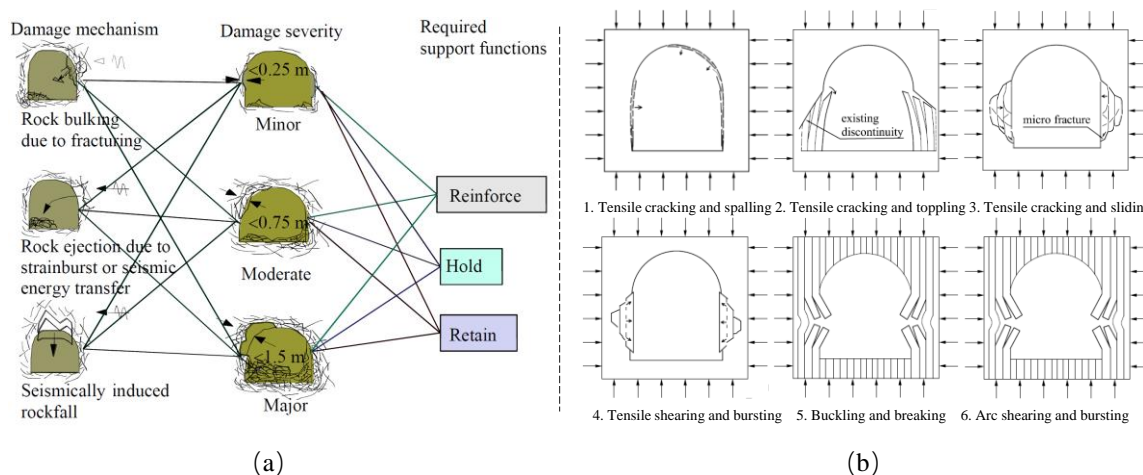 Damage mechanism
Damage severity
Required
support functions
<0.25 m
Rock bulking
due to fracturing
Minor
Reinforce
<0.75 m
Rock ejection due to
strainburst or seismic
energy transfer
Moderate
Hold
Retain
<1.5 m
Seismically induced
rockfall
Major
(a)
existing
discontinuity
micro fracture
1. Tensile cracking and spalling
2. Tensile cracking and toppling
3. Tensile cracking and slidin
4. Tensile shearing and bursting
5. Buckling and breaking
6. Arc shearing and bursting
(b)